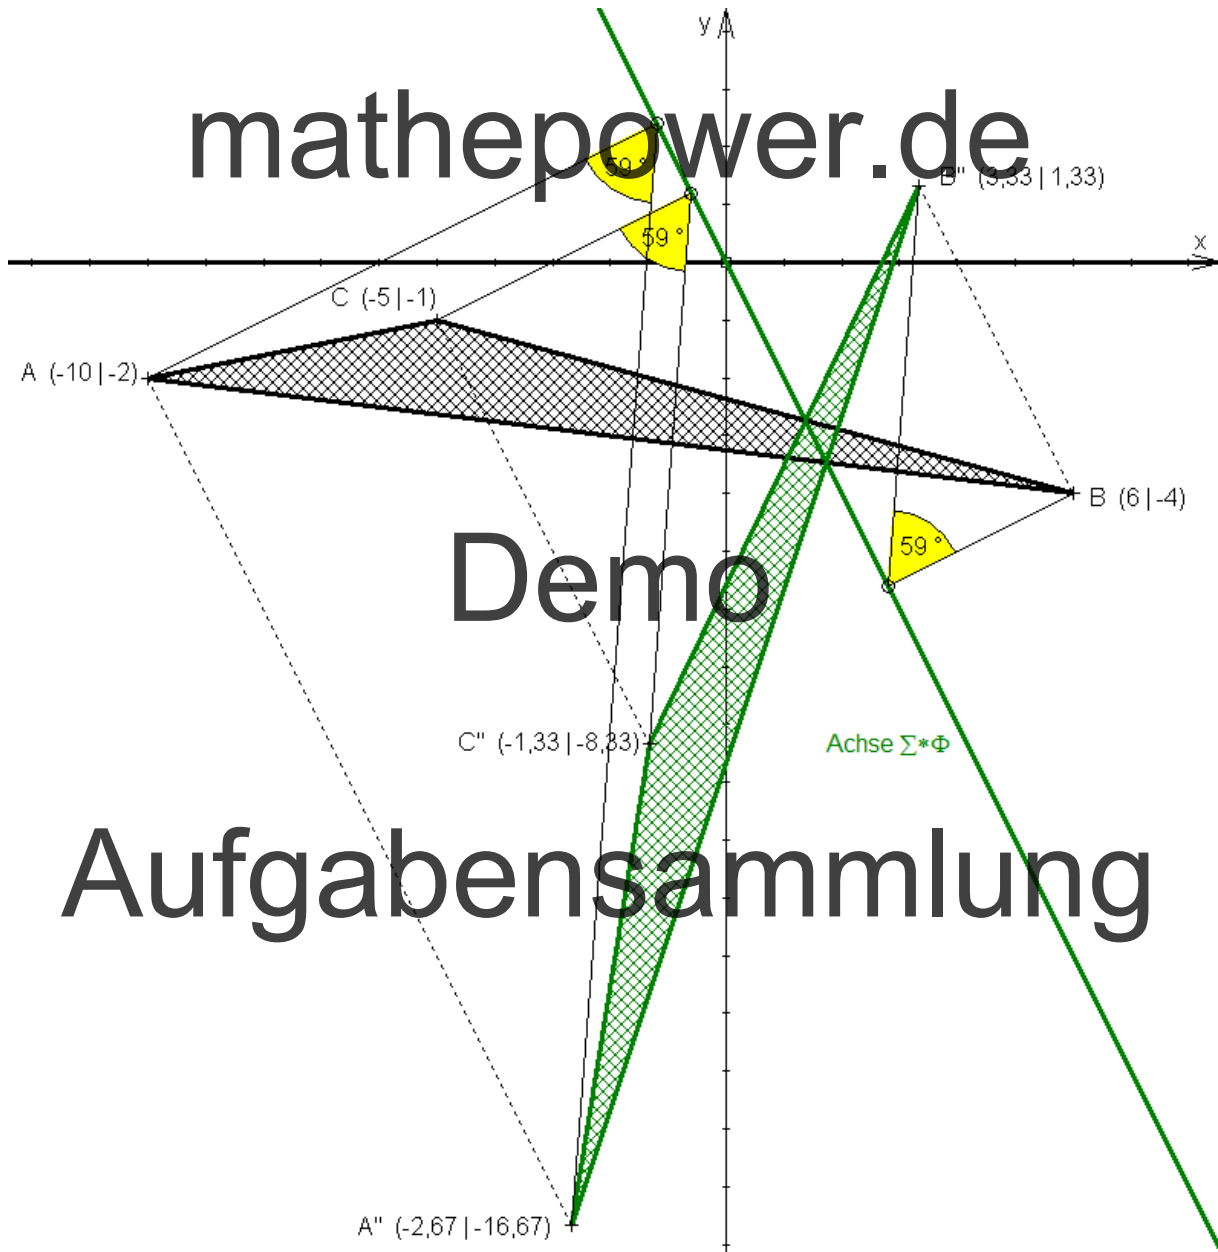 y
mathepower.de
59 °
B" (3,33 | 1,33)
59 °
x
C (-5 | -1)
A (-10 | -2)
B (6 | -4)
59 °
Demo
C" (-1,33 | -8,33)
Achse Σ*Φ
Aufgabensammlung
A" (-2,67 | -16,67)